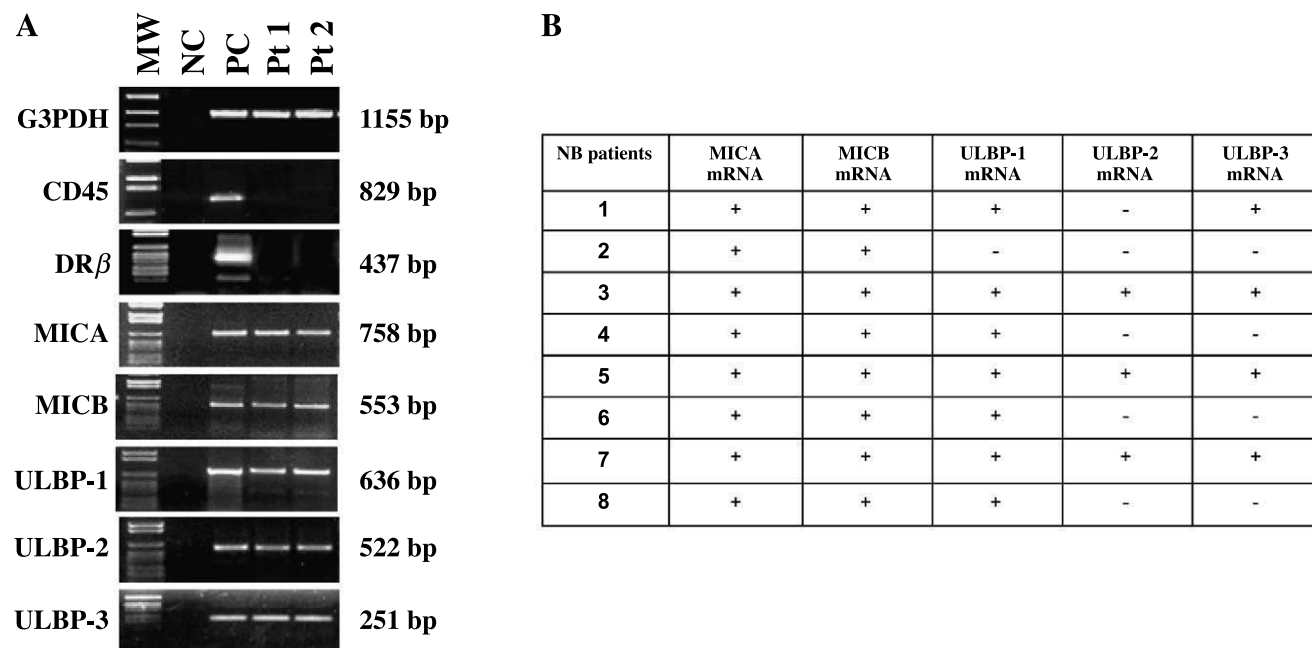 A
MW NC PC Pt 1 Pt 2
G3PDH 1155 bp
CD45 829 bp
DRβ 437 bp
MICA 758 bp
MICB 553 bp
ULBP-1 636 bp
ULBP-2 522 bp
ULBP-3 251 bp
B
NB patients MICA mRNA MICB mRNA ULBP-1 mRNA ULBP-2 mRNA ULBP-3 mRNA
1 + + + - +
2 + + - - -
3 + + + + +
4 + + + - -
5 + + + + +
6 + + + - -
7 + + + + +
8 + + + - -